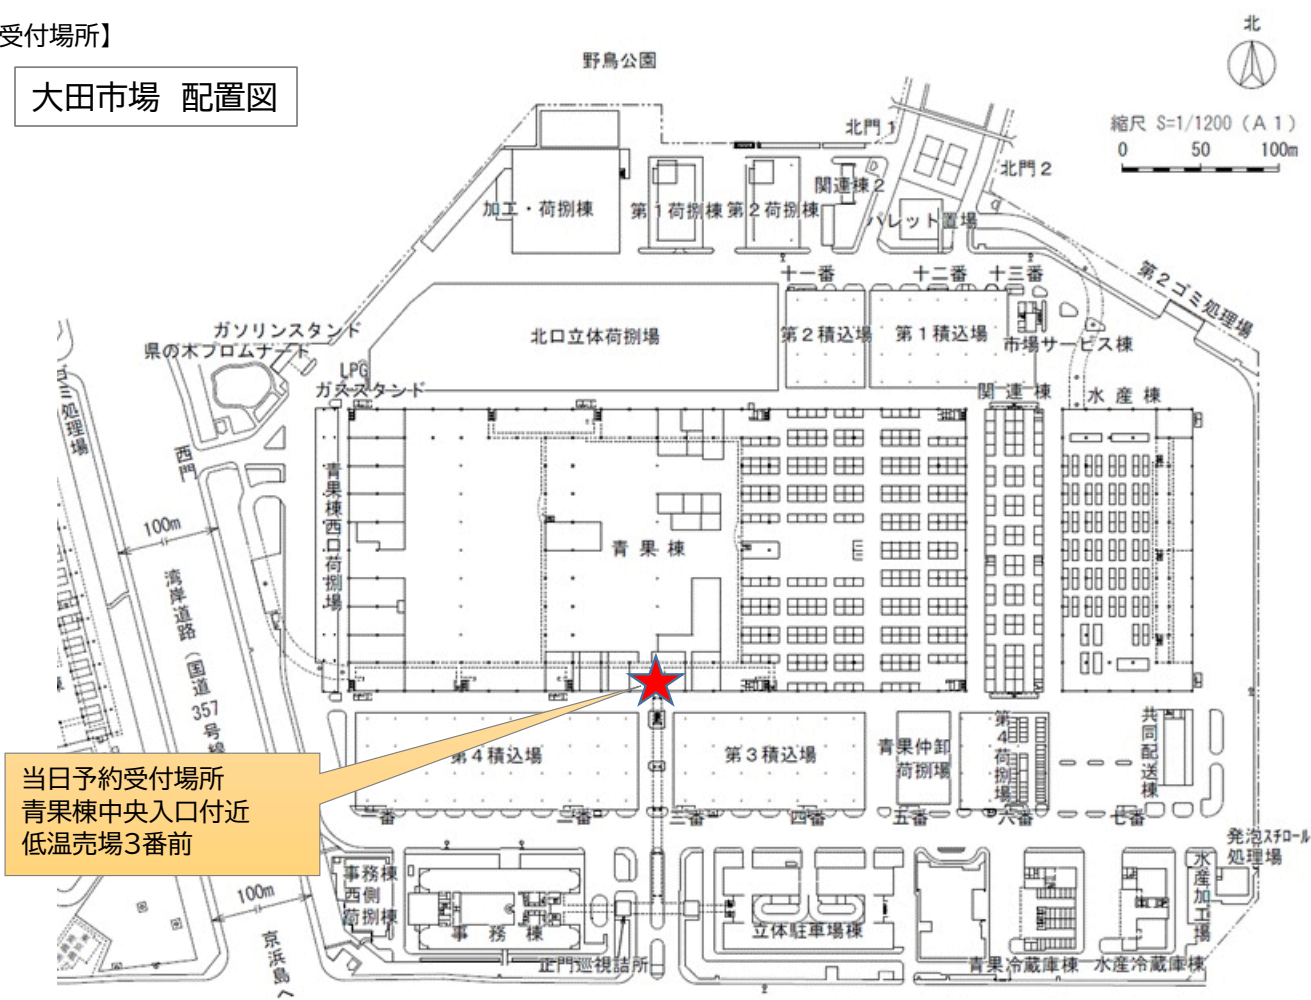 受付場所】
大田市場 配置図
野鳥公園
北
縮尺 S=1/1200（A1）
0 50 100m
北門1
北門2
関連棟2
加工・荷捌棟
第1荷捌棟
第2荷捌棟
パレット置場
十一番
十二番
十三番
第2ゴミ処理場
ガソリンスタンド
県の木プロムナード
LPG
ガススタンド
北口立体荷捌場
第2積込場
第1積込場
市場サービス棟
関連棟
水産棟
ゴミ処理場
西門
青果棟西口荷捌場
青果棟
100m
湾岸道路（国道357号線
第4積込場
第3積込場
青果仲卸
荷捌場
第4荷捌場
共同配送棟
当日予約受付場所
青果棟中央入口付近
低温売場3番前
一番
二番
三番
四番
五番
六番
七番
発泡スチロール
処理場
水産加工場
事務棟
西側
荷捌棟
100m
事務棟
立体駐車場棟
正門巡視詰所
青果冷蔵庫棟
水産冷蔵庫棟
京浜島へ